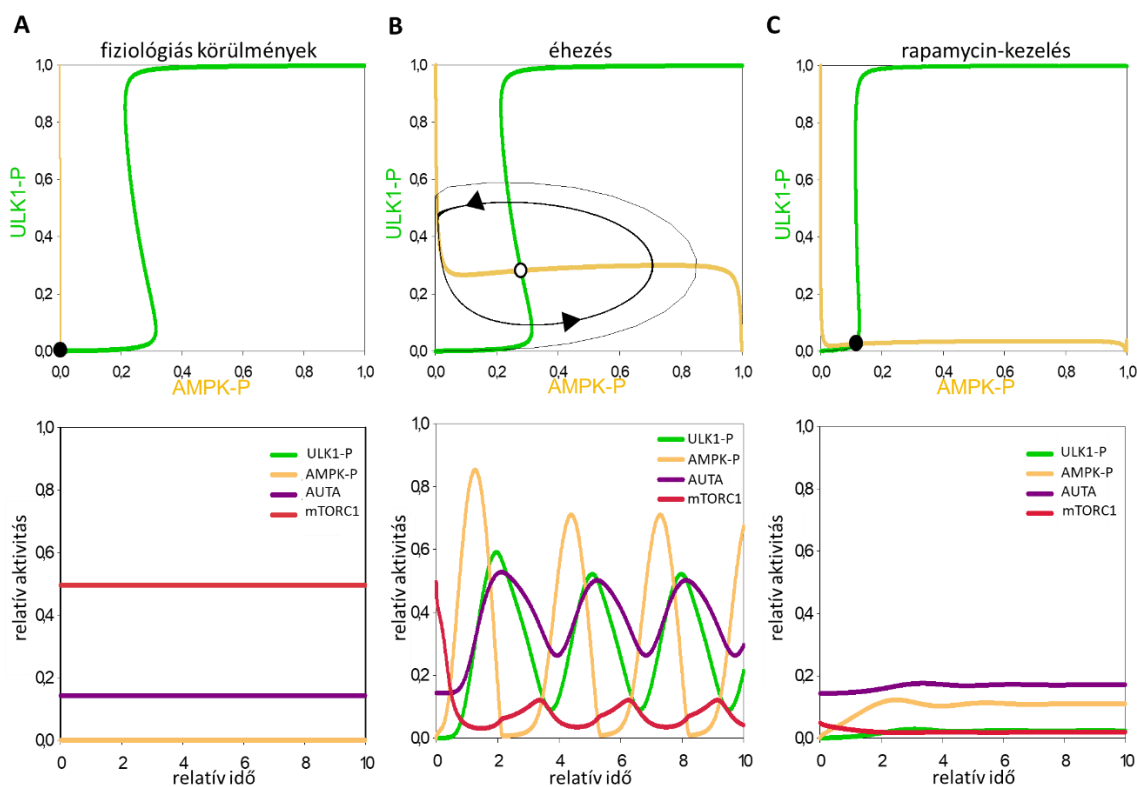 A
fiziológiás körülmények
1,0
0,8
0,6
0,4
0,2
0,0
ULK1-P
0,0 0,2 0,4 0,6 0,8 1,0
AMPK-P
B
éhezés
1,0
0,8
0,6
0,4
0,2
0,0
ULK1-P
0,0 0,2 0,4 0,6 0,8 1,0
AMPK-P
C
rapamycin-kezelés
1,0
0,8
0,6
0,4
0,2
0,0
ULK1-P
0,0 0,2 0,4 0,6 0,8 1,0
AMPK-P
1,0
0,8
0,6
0,4
0,2
0,0
relatív aktivitás
ULK1-P
AMPK-P
AUTA
mTORC1
0 2 4 6 8 10
relatív idő
1,0
0,8
0,6
0,4
0,2
0,0
relatív aktivitás
ULK1-P
AMPK-P
AUTA
mTORC1
0 2 4 6 8 10
relatív idő
1,0
0,8
0,6
0,4
0,2
0,0
relatív aktivitás
ULK1-P
AMPK-P
AUTA
mTORC1
0 2 4 6 8 10
relatív idő